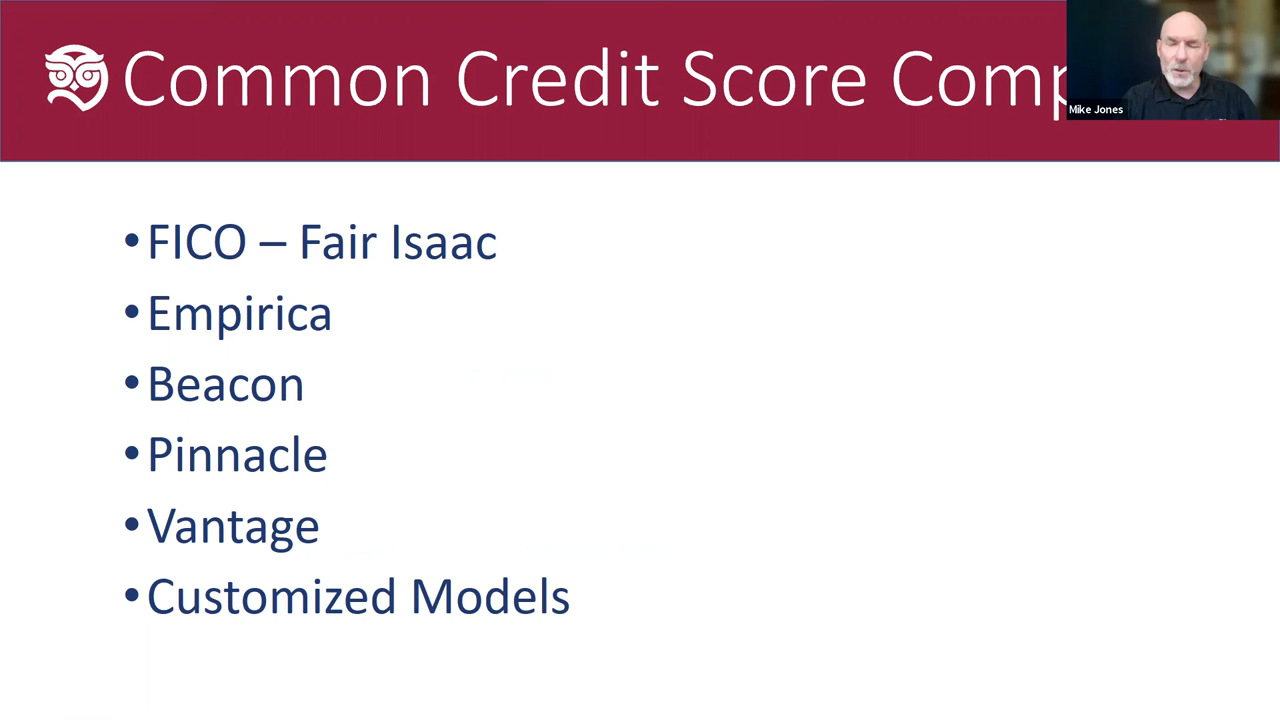 Common Credit Score Comp
Mike Jones
•FICO – Fair Isaac
•Empirica
•Beacon
•Pinnacle
•Vantage
•Customized Models